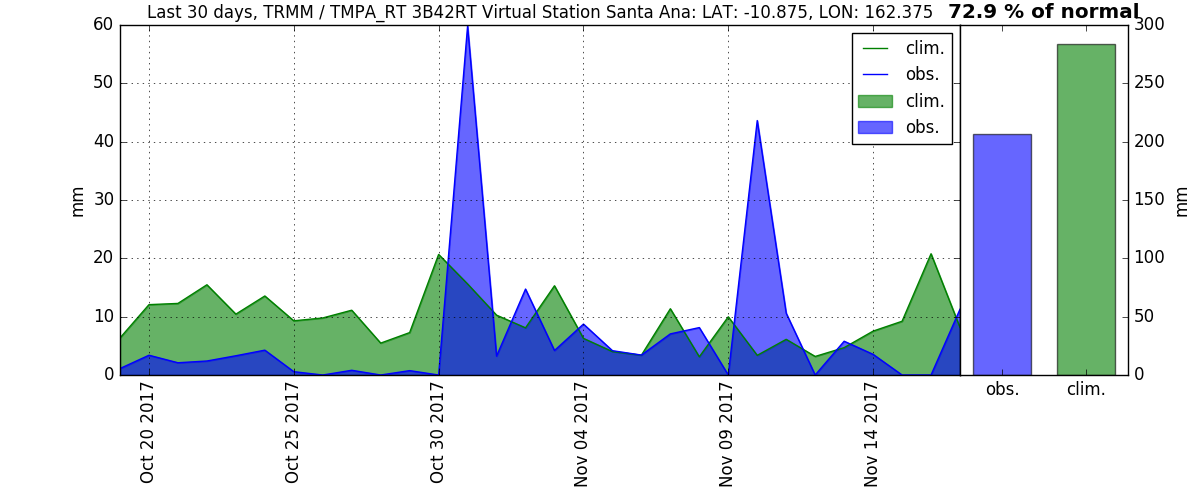 Last 30 days, TRMM / TMPA_RT 3B42RT Virtual Station Santa Ana: LAT: -10.875, LON: 162.375
72.9 % of normal
60
50
40
30
20
10
0
mm
clim.
obs.
clim.
obs.
300
250
200
150
100
50
0
mm
Oct 20 2017
Oct 25 2017
Oct 30 2017
Nov 04 2017
Nov 09 2017
Nov 14 2017
obs.
clim.